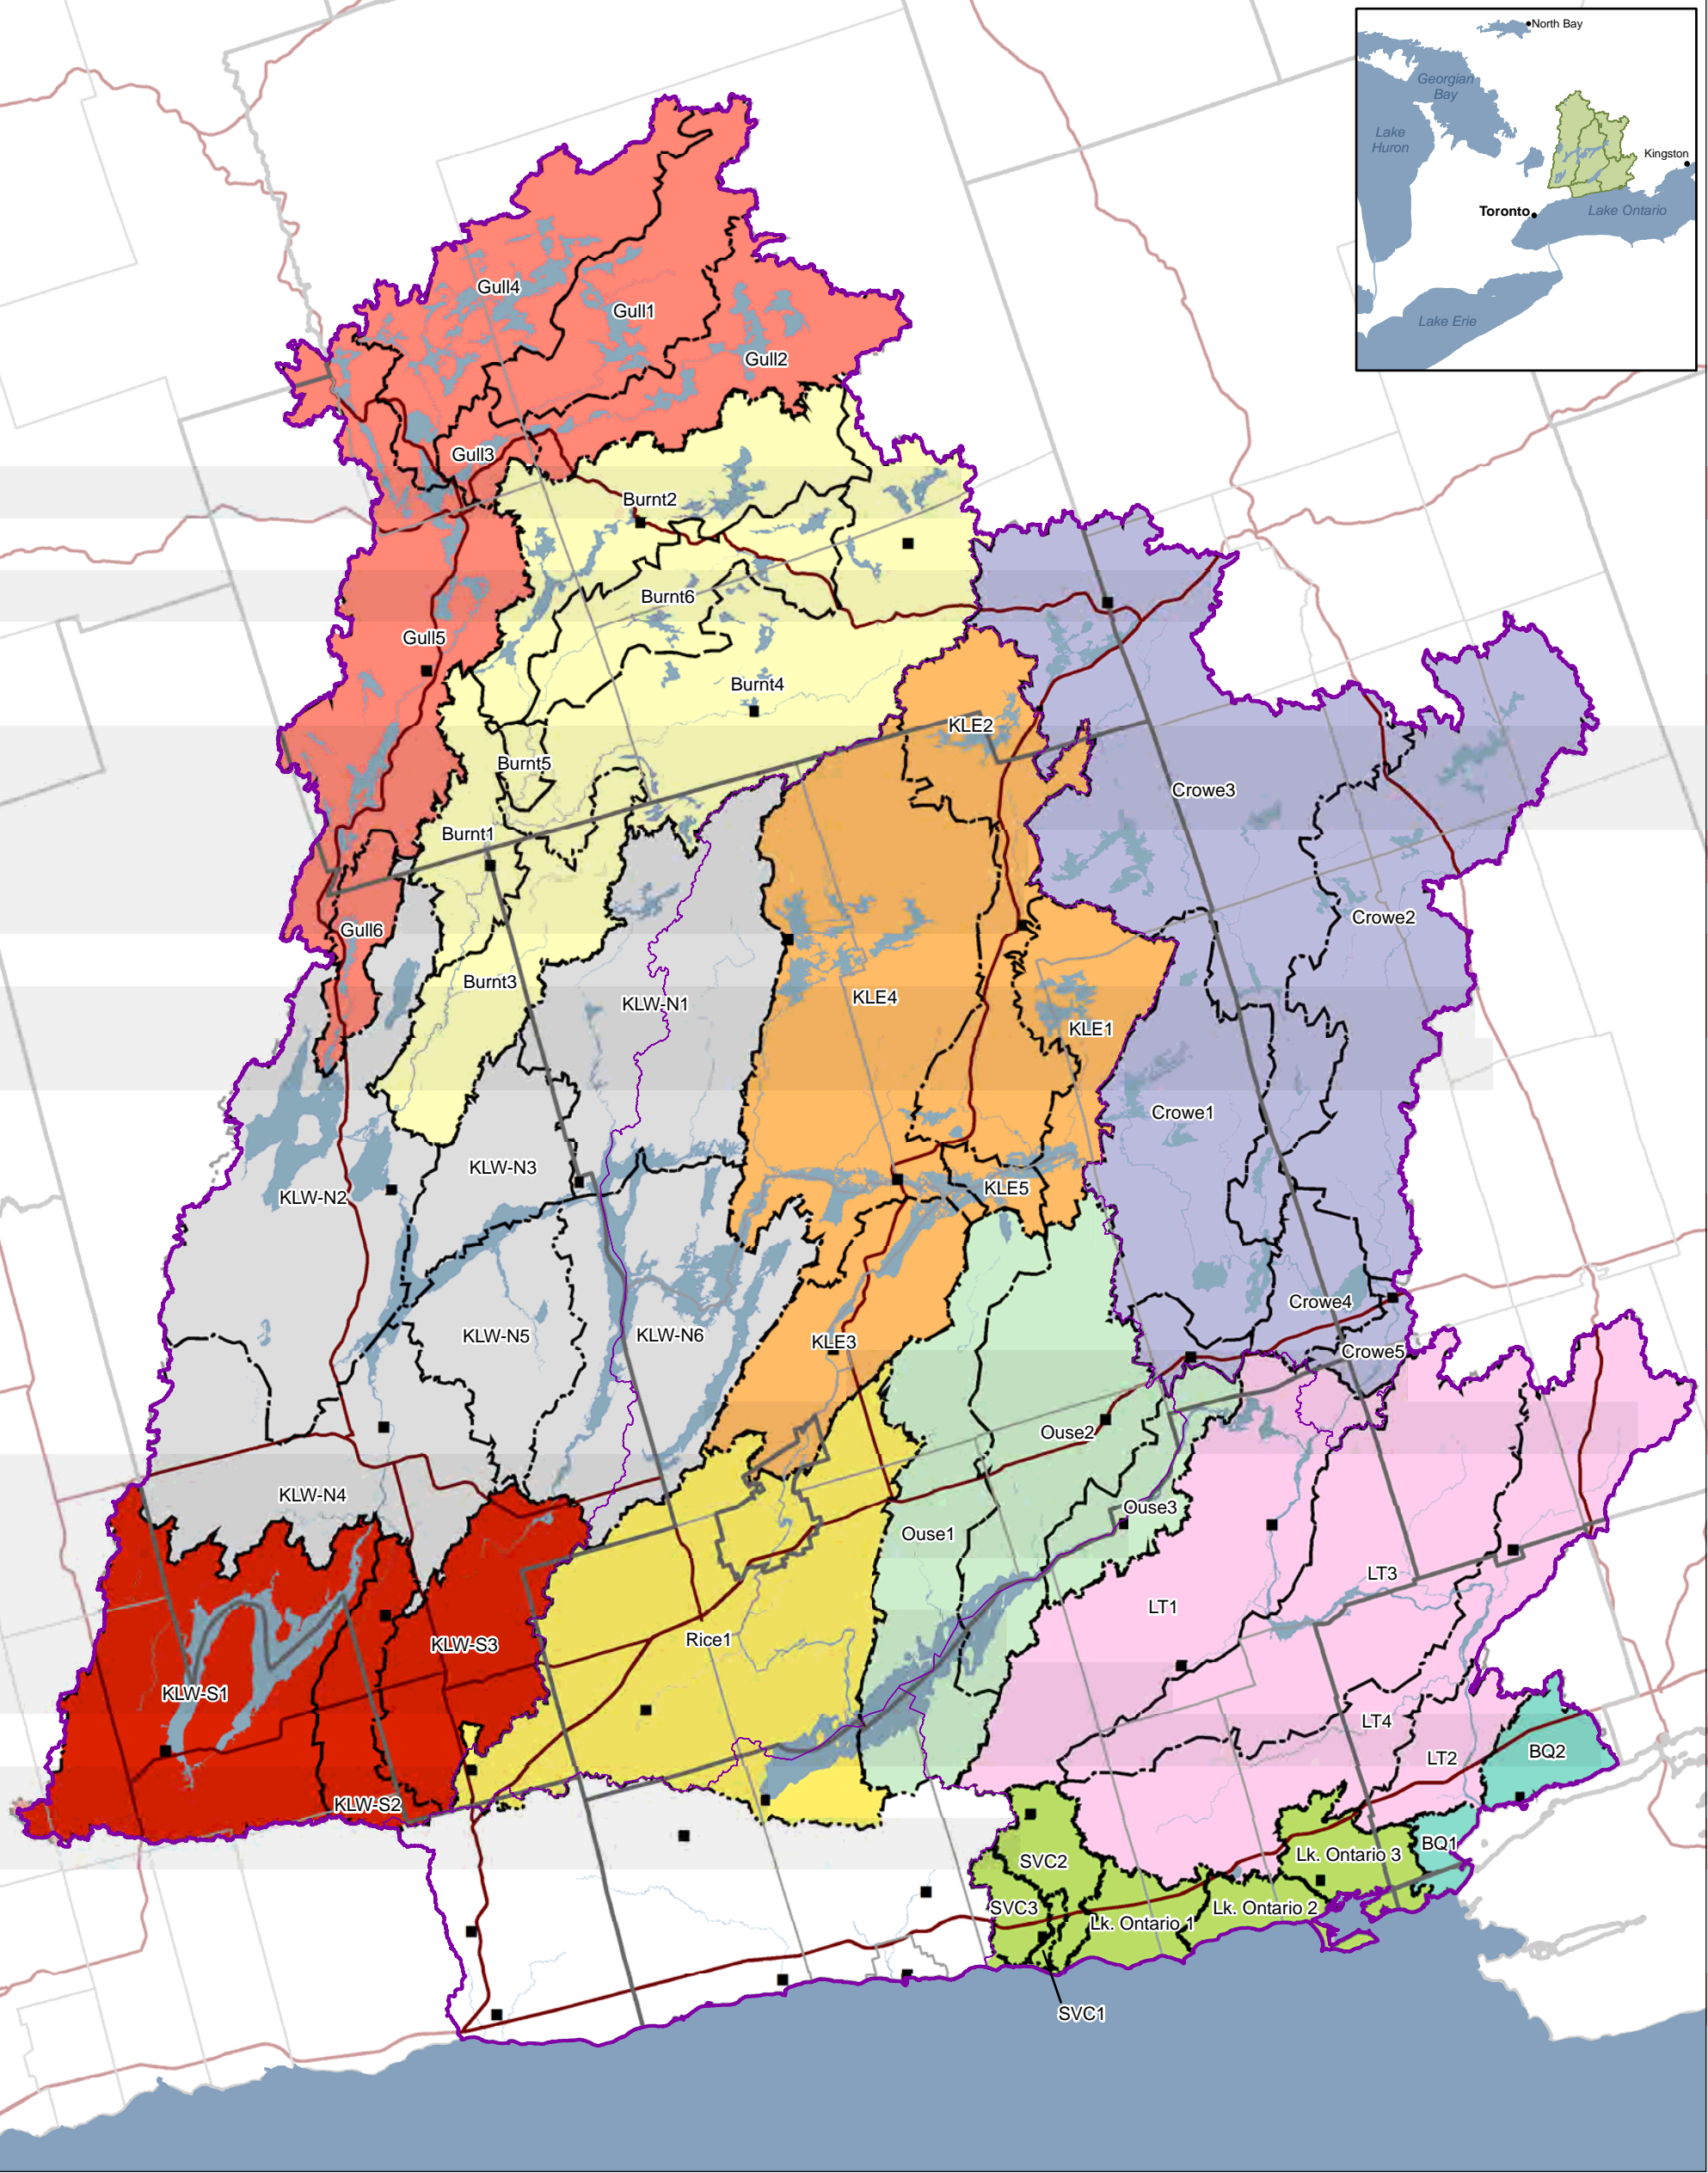 North Bay
Georgian
Bay
Lake
Huron
Kingston
Toronto
Lake Ontario
Lake Erie
Gull4
Gull1
Gull2
Gull3
Burnt2
Burnt6
Gull5
Burnt4
KLE2
Burnt5
Crowe3
Burnt1
Crowe2
Gull6
Burnt3
KLE4
KLW-N1
KLE1
Crowe1
KLW-N3
KLE5
KLW-N2
Crowe4
KLW-N5
KLW-N6
KLE3
Crowe5
Ouse2
KLW-N4
Ouse3
Ouse1
LT3
LT1
Rice1
KLW-S3
KLW-S1
LT4
BQ2
LT2
KLW-S2
BQ1
Lk. Ontario 3
SVC2
SVC3
Lk. Ontario 2
Lk. Ontario 1
SVC1